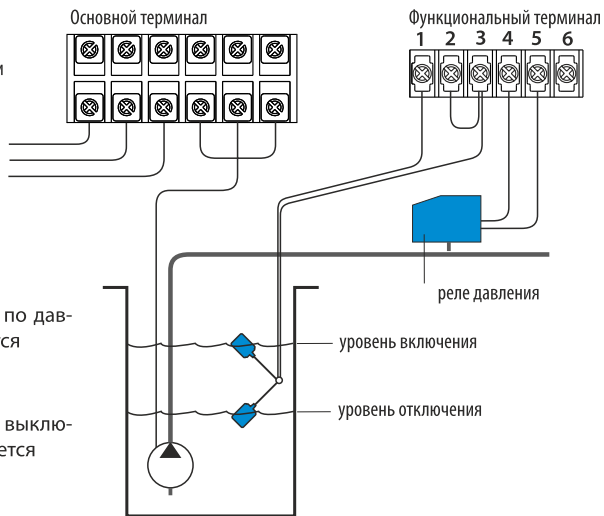 Основной терминал
Функциональный терминал
1 2 3 4 5 6
и
реле давления
по дав-
ся
уровень включения
уровень отключения
выклю-
ется